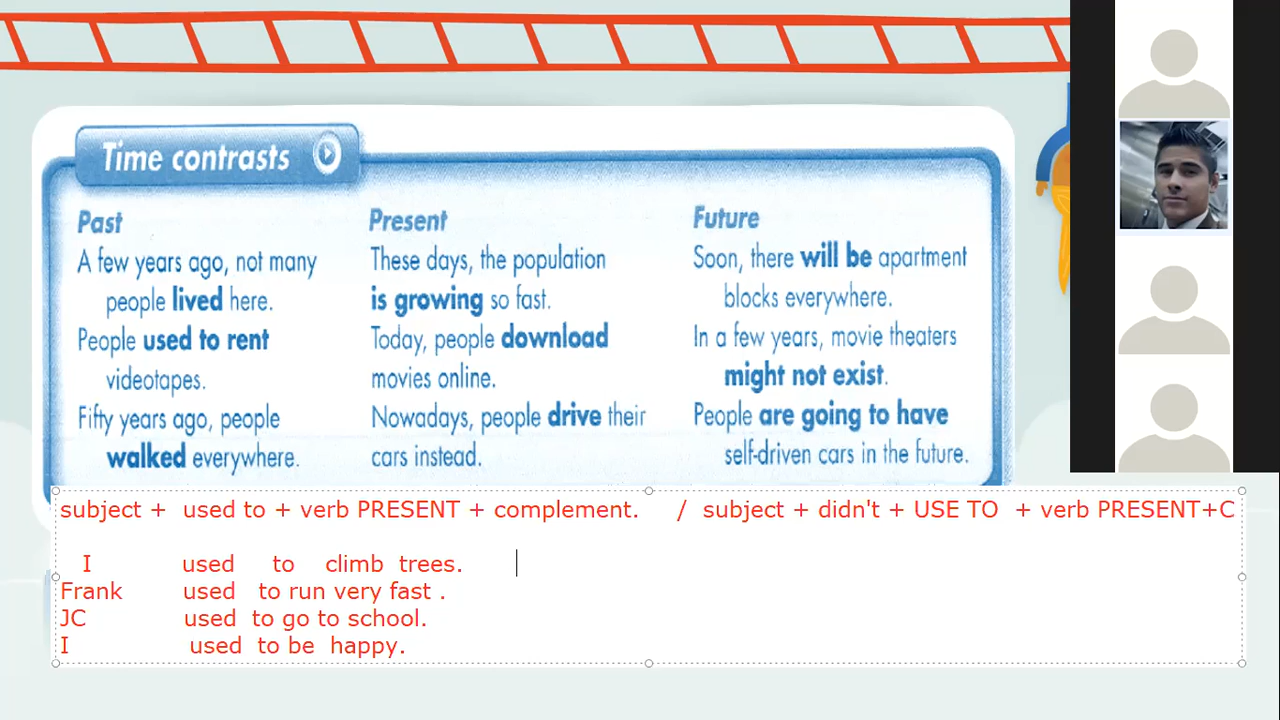 Time contrasts
Past
A few years ago, not many
people lived here.
People used to rent
videotapes.
Fifty years ago, people
walked everywhere.
Present
These days, the population
is growing so fast.
Today, people download
movies online.
Nowadays, people drive their
cars instead.
Future
Soon, there will be apartment
blocks everywhere.
In a few years, movie theaters
might not exist.
People are going to have
self-driven cars in the future.
subject + used to + verb PRESENT + complement. / subject + didn't + USE TO + verb PRESENT+C
I used to climb trees.
Frank used to run very fast .
JC used to go to school.
I used to be happy.